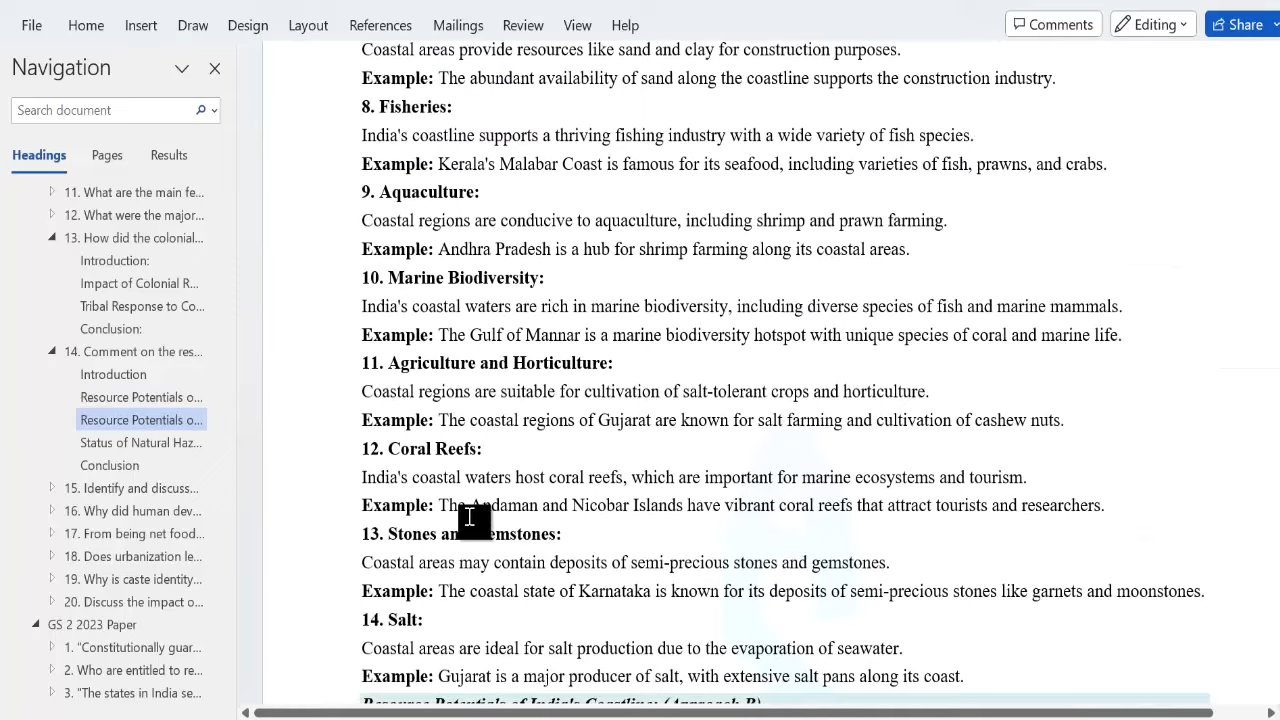 File Home Insert Draw Design Layout References Mailings Review View Help Comments Editing Share
Navigation
Search document
Headings Pages Results
11. What are the main fe...
12. What were the major...
13. How did the colonial...
Introduction:
Impact of Colonial R...
Tribal Response to Co...
Conclusion:
14. Comment on the res...
Introduction
Resource Potentials o...
Resource Potentials o...
Status of Natural Haz...
Conclusion
15. Identify and discuss...
16. Why did human dev...
17. From being net food...
18. Does urbanization le...
19. Why is caste identity...
20. Discuss the impact o...
GS 2 2023 Paper
1. "Constitutionally guar...
2. Who are entitled to re...
3. "The states in India se...
Coastal areas provide resources like sand and clay for construction purposes.
Example: The abundant availability of sand along the coastline supports the construction industry.
8. Fisheries:
India's coastline supports a thriving fishing industry with a wide variety of fish species.
Example: Kerala's Malabar Coast is famous for its seafood, including varieties of fish, prawns, and crabs.
9. Aquaculture:
Coastal regions are conducive to aquaculture, including shrimp and prawn farming.
Example: Andhra Pradesh is a hub for shrimp farming along its coastal areas.
10. Marine Biodiversity:
India's coastal waters are rich in marine biodiversity, including diverse species of fish and marine mammals.
Example: The Gulf of Mannar is a marine biodiversity hotspot with unique species of coral and marine life.
11. Agriculture and Horticulture:
Coastal regions are suitable for cultivation of salt-tolerant crops and horticulture.
Example: The coastal regions of Gujarat are known for salt farming and cultivation of cashew nuts.
12. Coral Reefs:
India's coastal waters host coral reefs, which are important for marine ecosystems and tourism.
Example: The Andaman and Nicobar Islands have vibrant coral reefs that attract tourists and researchers.
13. Stones and Gemstones:
Coastal areas may contain deposits of semi-precious stones and gemstones.
Example: The coastal state of Karnataka is known for its deposits of semi-precious stones like garnets and moonstones.
14. Salt:
Coastal areas are ideal for salt production due to the evaporation of seawater.
Example: Gujarat is a major producer of salt, with extensive salt pans along its coast.
Resource Potentials of India's Coastline: (Approach B)